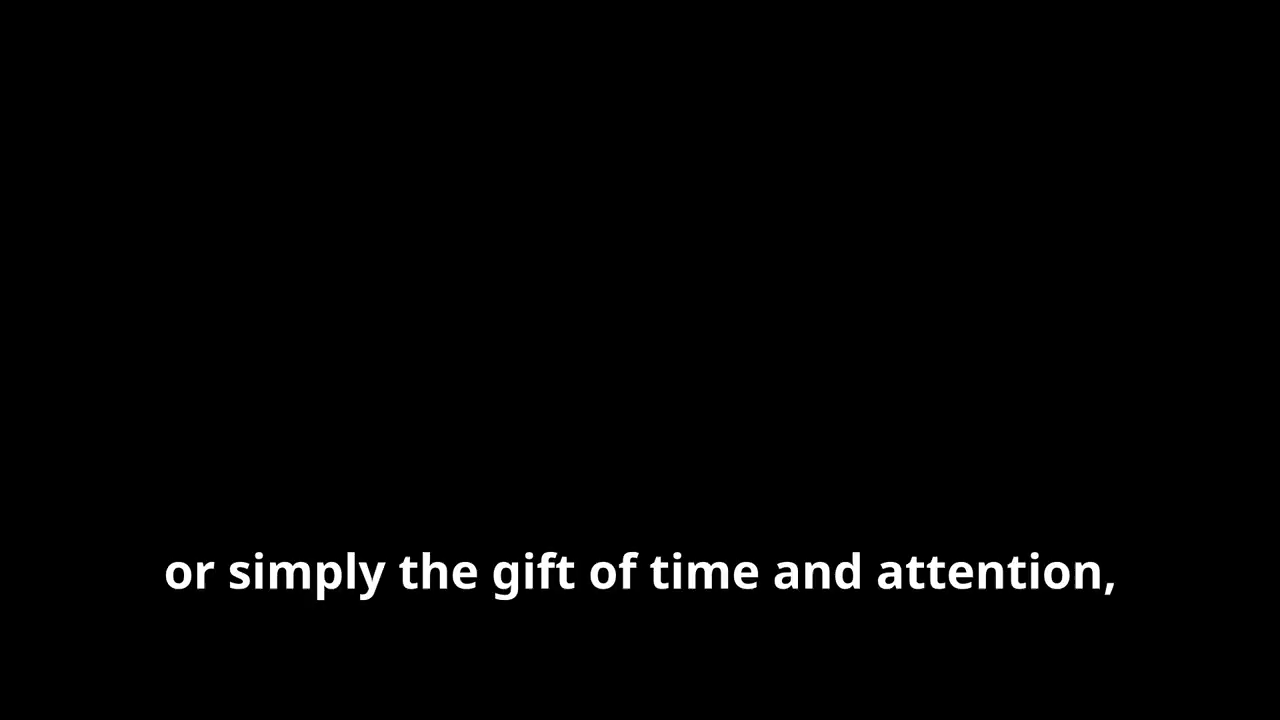 or simply the gift of time and attention,